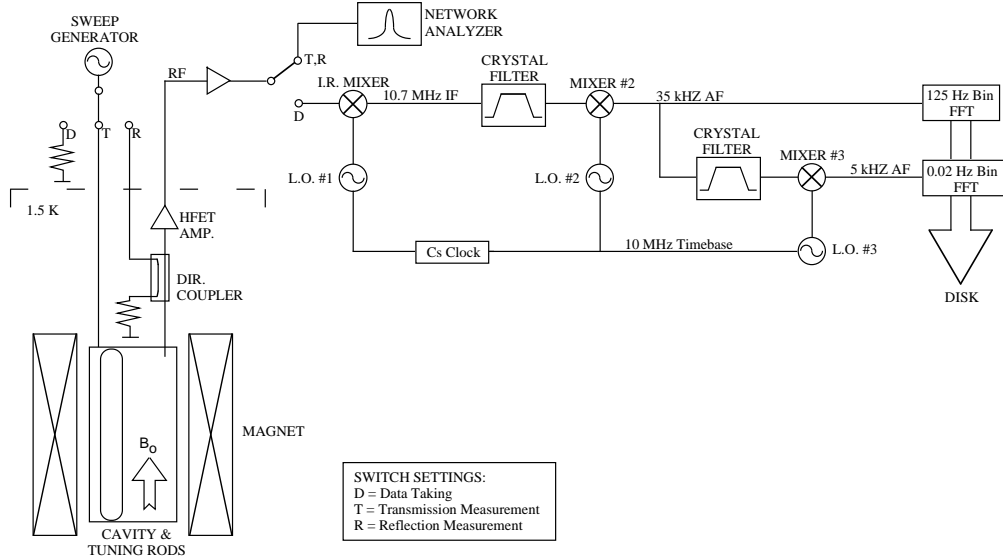 SWEEP
GENERATOR
NETWORK
ANALYZER
RF
T,R
D
I.R. MIXER
10.7 MHz IF
CRYSTAL
FILTER
MIXER #2
35 kHZ AF
125 Hz Bin
FFT
D
T
R
CRYSTAL
FILTER
MIXER #3
5 kHZ AF
0.02 Hz Bin
FFT
L.O. #1
L.O. #2
L.O. #3
1.5 K
HFET
AMP.
Cs Clock
10 MHz Timebase
DIR.
COUPLER
DISK
MAGNET
Bo
CAVITY &
TUNING RODS
SWITCH SETTINGS:
D = Data Taking
T = Transmission Measurement
R = Reflection Measurement